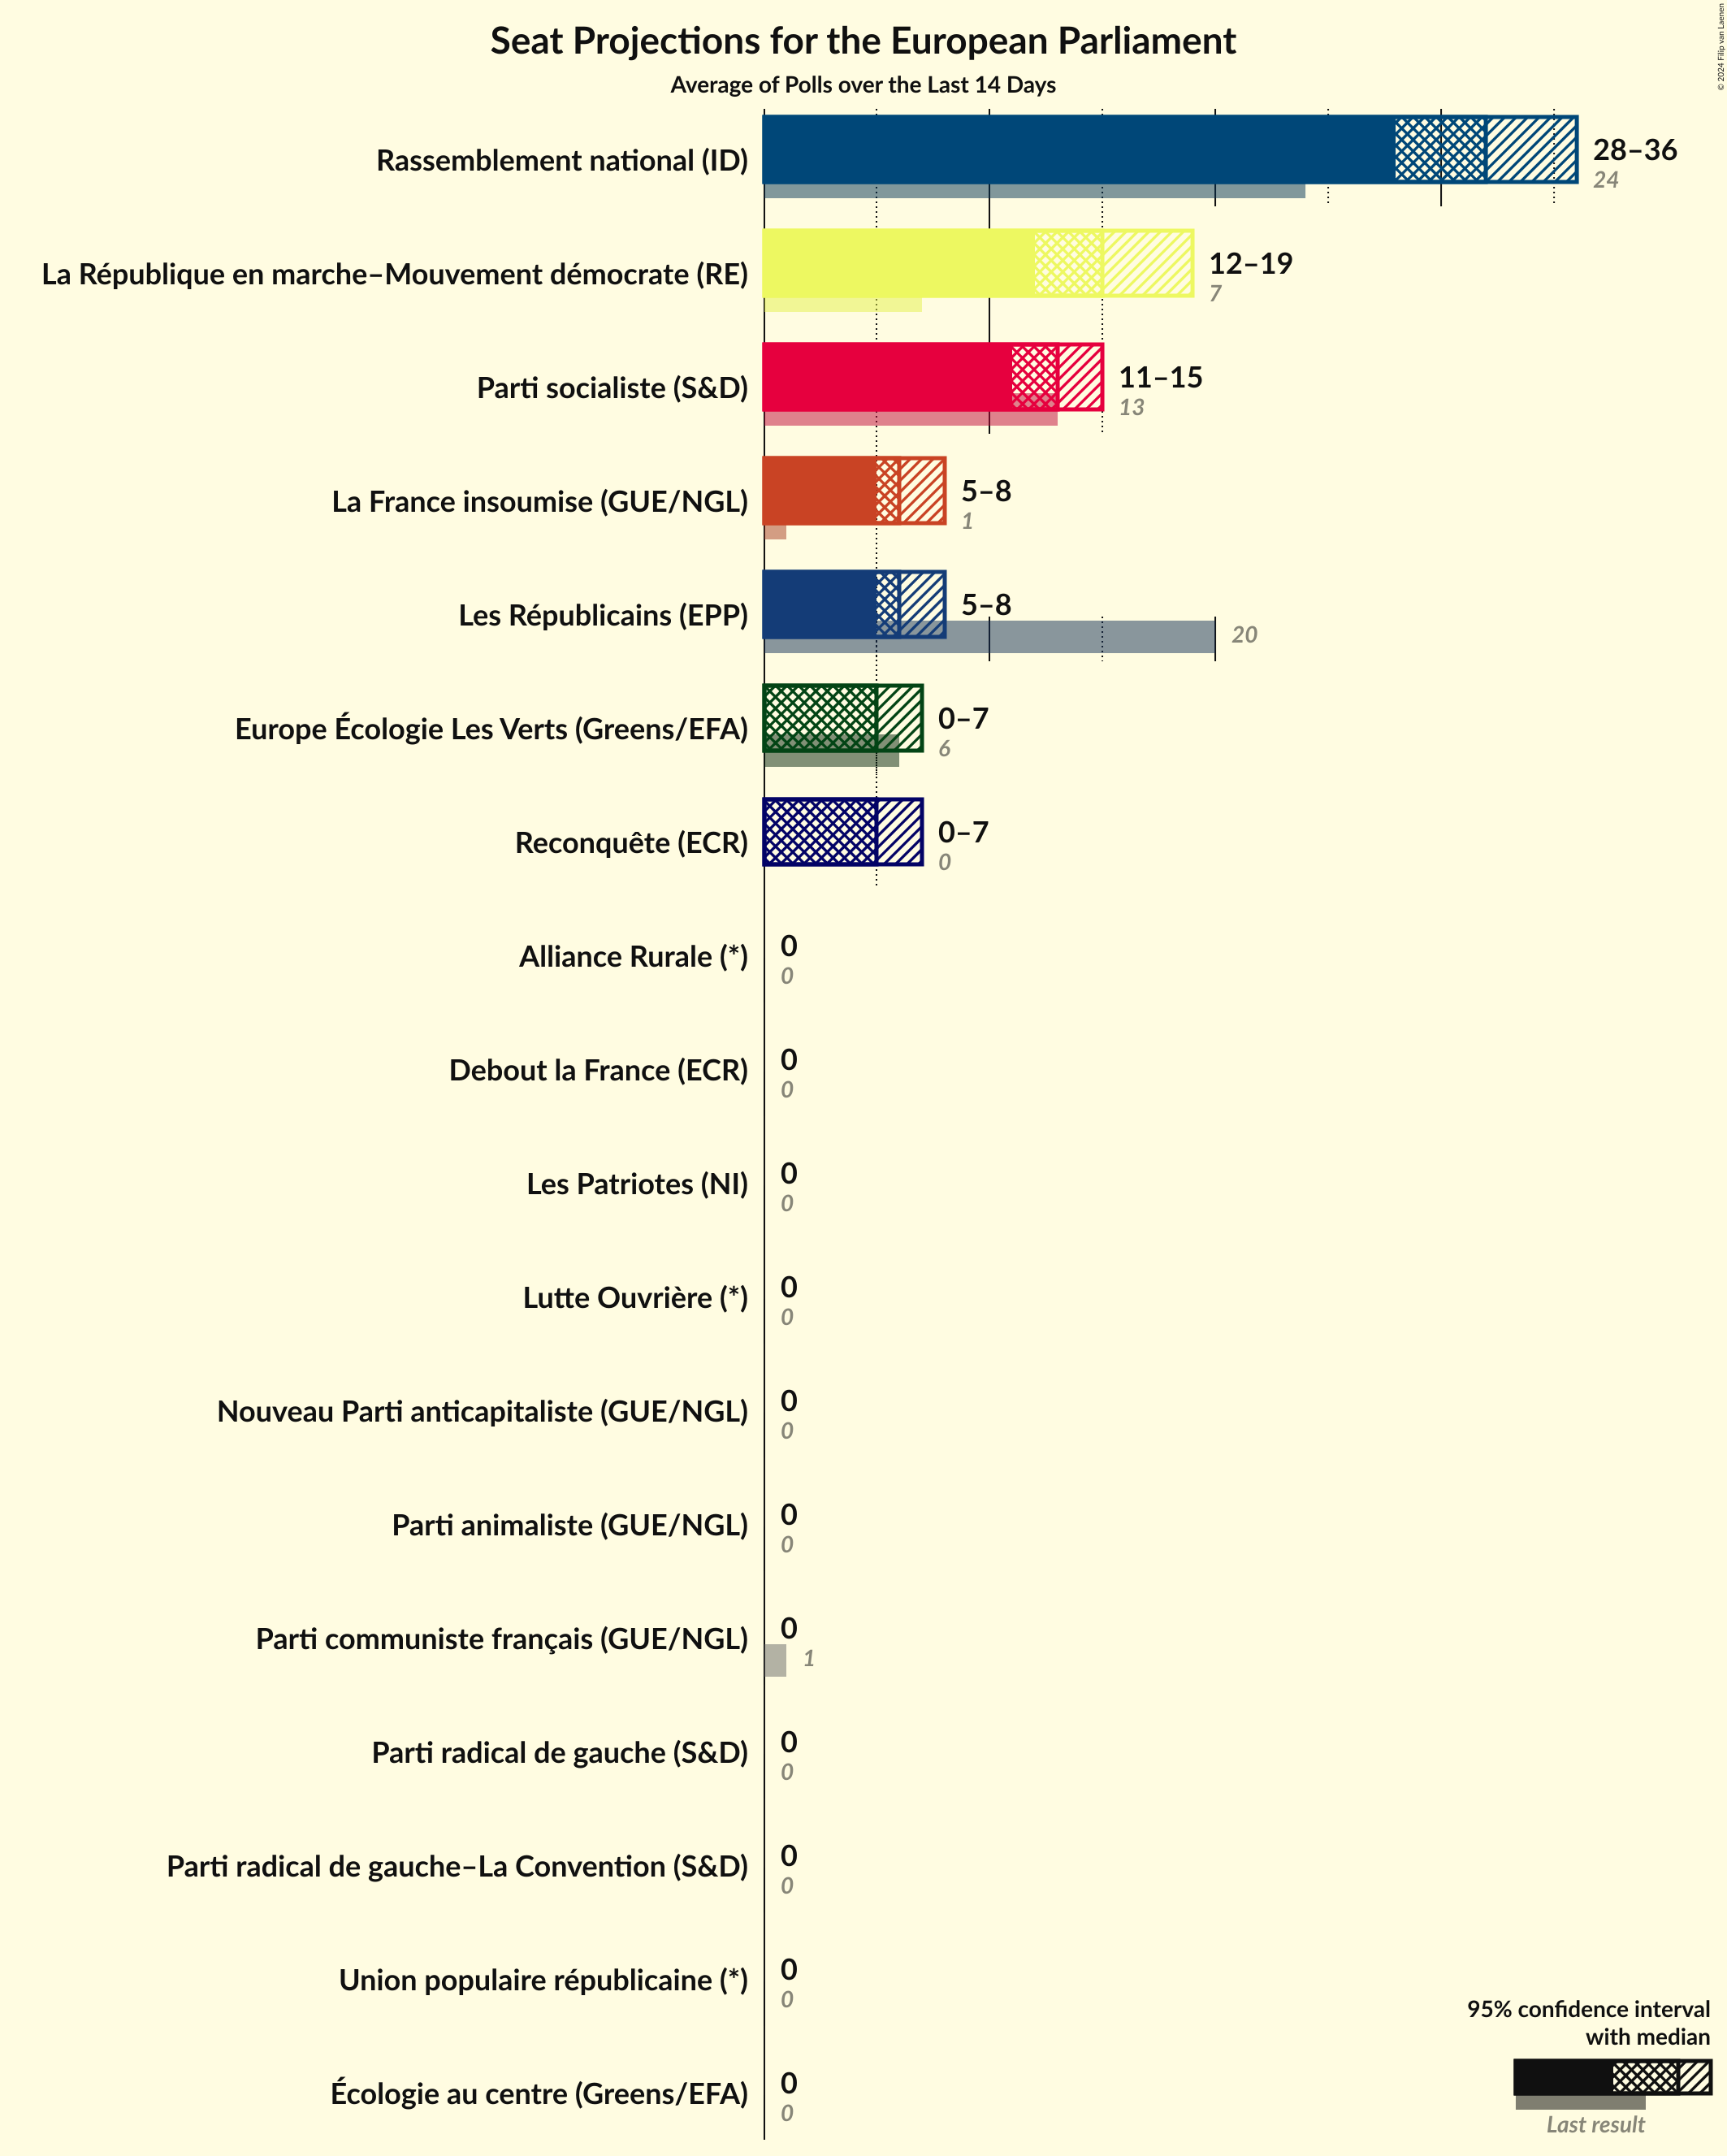 Seat Projections for the European Parliament
Average of Polls over the Last 14 Days
© 2024 Filip van Laenen
Rassemblement national (ID)
28–36
24
La République en marche–Mouvement démocrate (RE)
12–19
7
Parti socialiste (S&D)
11–15
13
La France insoumise (GUE/NGL)
5–8
1
Les Républicains (EPP)
5–8
20
Europe Écologie Les Verts (Greens/EFA)
0–7
6
Reconquête (ECR)
0–7
0
Alliance Rurale (*)
0
0
Debout la France (ECR)
0
0
Les Patriotes (NI)
0
0
Lutte Ouvrière (*)
0
0
Nouveau Parti anticapitaliste (GUE/NGL)
0
0
Parti animaliste (GUE/NGL)
0
0
Parti communiste français (GUE/NGL)
0
1
Parti radical de gauche (S&D)
0
0
Parti radical de gauche–La Convention (S&D)
0
0
Union populaire républicaine (*)
0
0
Écologie au centre (Greens/EFA)
0
0
95% confidence interval
with median
Last result